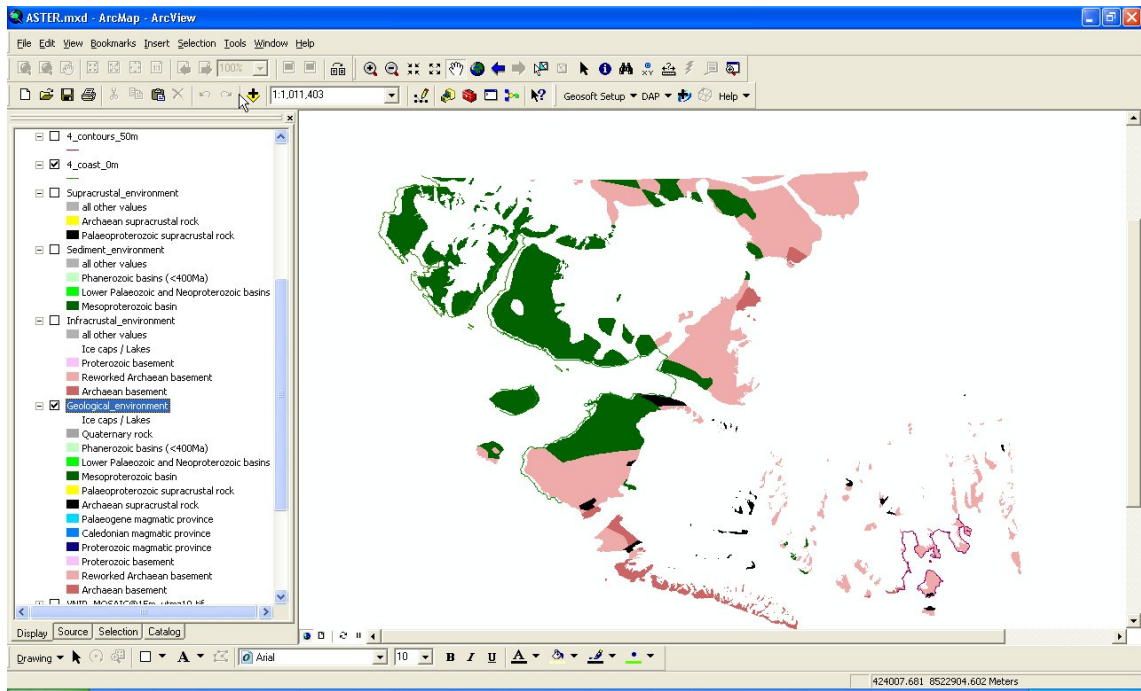 ASTER.mxd - ArcMap - ArcView
File Edit View Bookmarks Insert Selection Tools Window Help
100%
1:1,011,403
Geosoft Setup DAP Help
4_contours_50m
4_coast_0m
Supracrustal_environment
all other values
Archaean supracrustal rock
Palaeoproterozoic supracrustal rock
Sediment_environment
all other values
Phanerozoic basins (<400Ma)
Lower Palaeozoic and Neoproterozoic basins
Mesoproterozoic basin
Infracrustal_environment
all other values
Ice caps / Lakes
Proterozoic basement
Reworked Archaean basement
Archaean basement
Geological_environment
Ice caps / Lakes
Quaternary rock
Phanerozoic basins (<400Ma)
Lower Palaeozoic and Neoproterozoic basins
Mesoproterozoic basin
Palaeoproterozoic supracrustal rock
Archaean supracrustal rock
Palaeogene magmatic province
Caledonian magmatic province
Proterozoic magmatic province
Proterozoic basement
Reworked Archaean basement
Archaean basement
Display Source Selection Catalog
Drawing A Arial 10 B I U A
424007.681 8522904.602 Meters